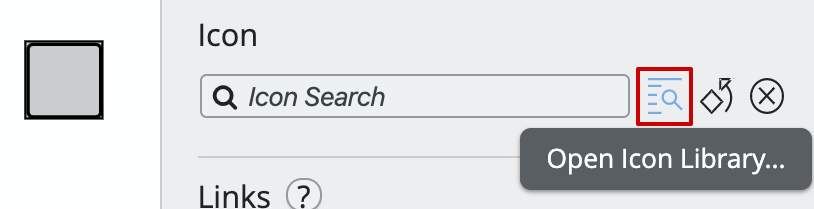 Icon
Icon Search
Open Icon Library...
Links ?